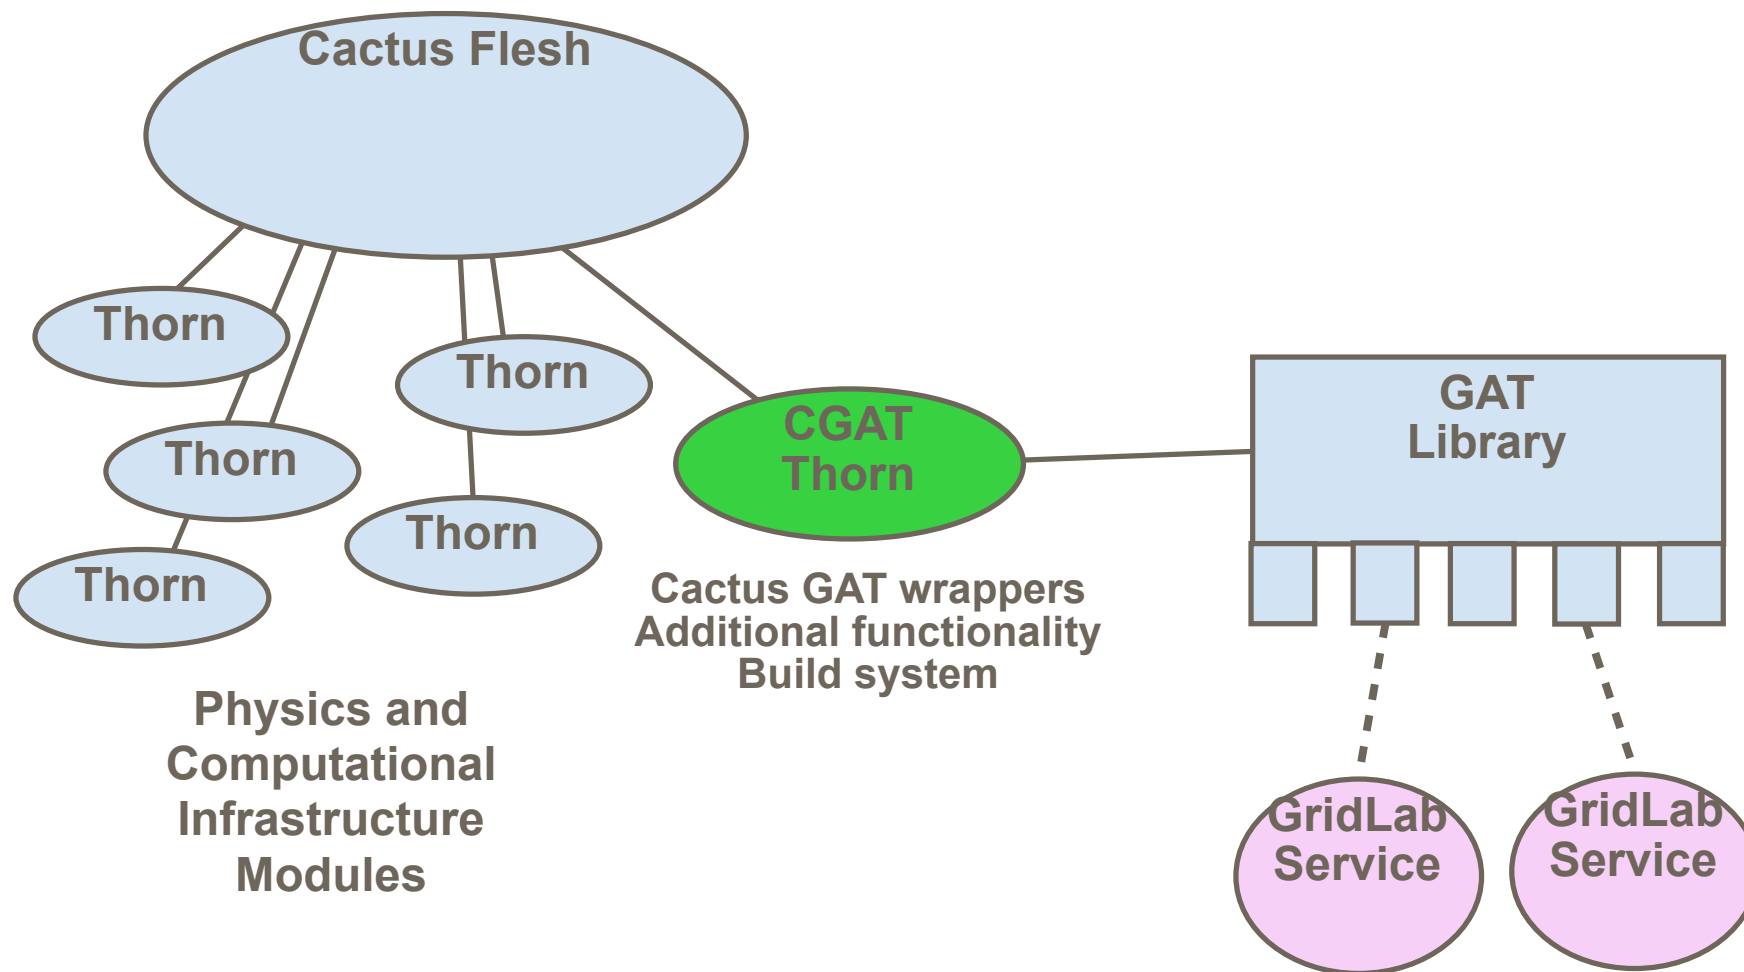 Cactus Flesh
Thorn
Thorn
Thorn
Thorn
Thorn
Physics and
Computational
Infrastructure
Modules
CGAT
Thorn
Cactus GAT wrappers
Additional functionality
Build system
GAT
Library
GridLab
Service
GridLab
Service